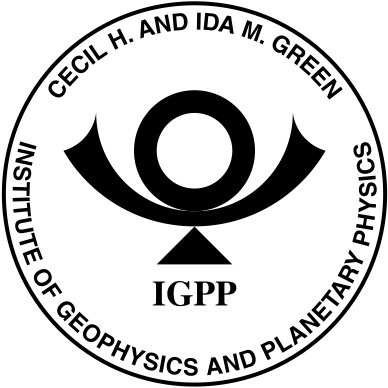 CECIL H. AND IDA M. GREEN
INSTITUTE OF GEOPHYSICS AND PLANETARY PHYSICS
IGPP